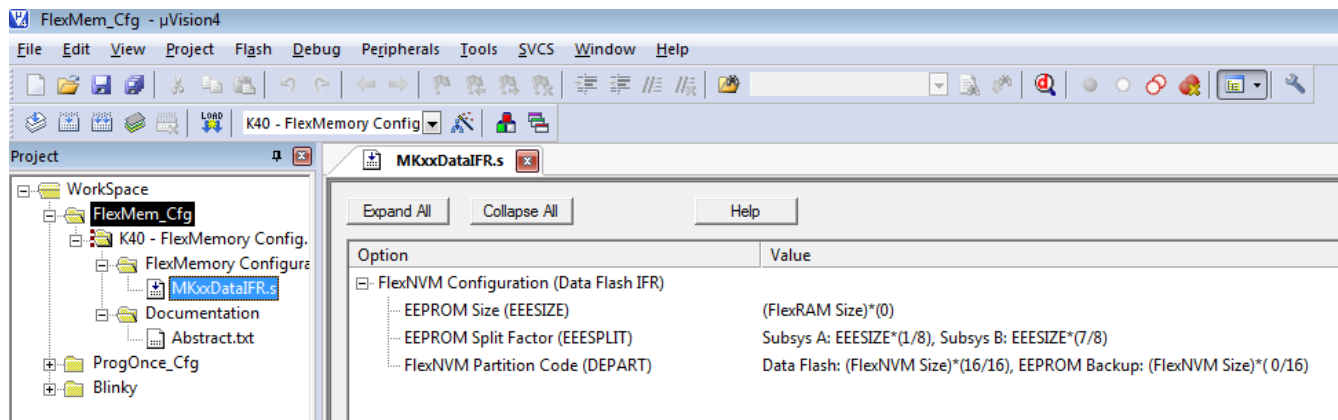 FlexMem_Cfg - µVision4
File Edit View Project Flash Debug Peripherals Tools SVCS Window Help
LOAD K40 - FlexMemory Config
Project
MKxxDataIFR.s
WorkSpace
FlexMem_Cfg
K40 - FlexMemory Config.
FlexMemory Configura
MKxxDataIFR.s
Documentation
Abstract.txt
ProgOnce_Cfg
Blinky
Expand All Collapse All Help
Option Value
FlexNVM Configuration (Data Flash IFR)
EEPROM Size (EEESIZE) (FlexRAM Size)*(0)
EEPROM Split Factor (EEESPLIT) Subsys A: EEESIZE*(1/8), Subsys B: EEESIZE*(7/8)
FlexNVM Partition Code (DEPART) Data Flash: (FlexNVM Size)*(16/16), EEPROM Backup: (FlexNVM Size)*( 0/16)